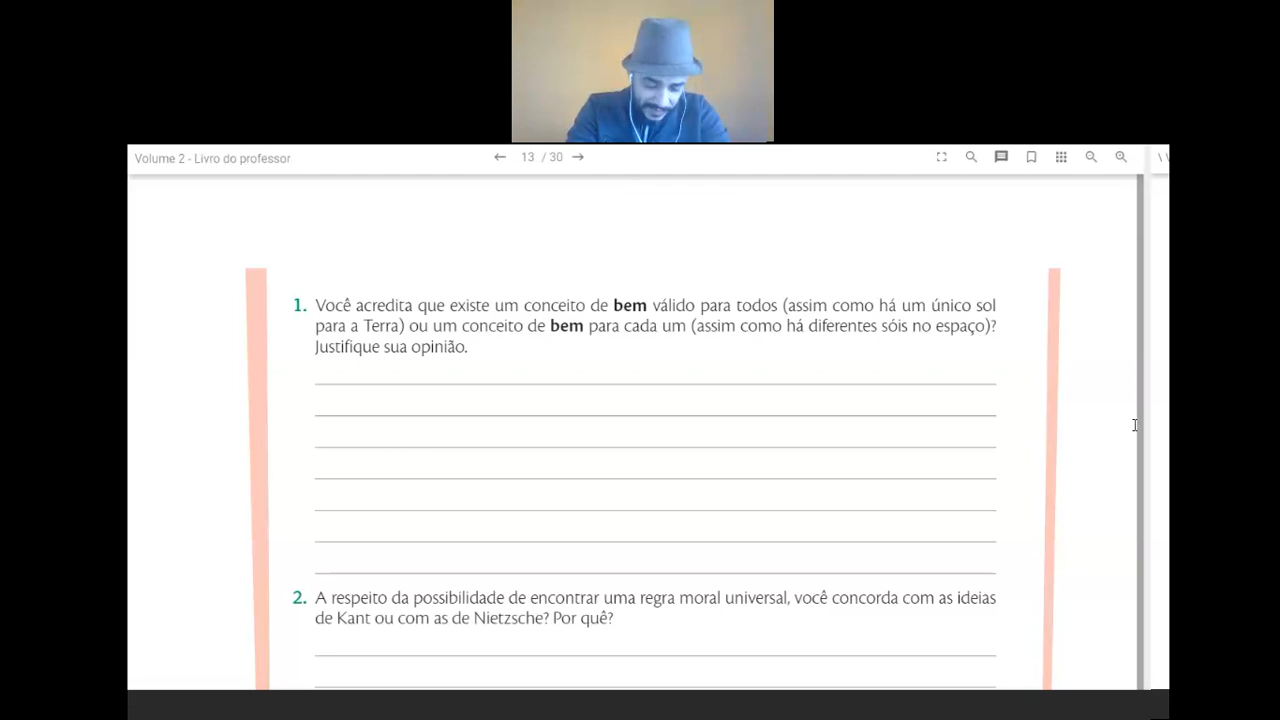 Volume 2 - Livro do professor
13 / 30
1. Você acredita que existe um conceito de bem válido para todos (assim como há um único sol
para a Terra) ou um conceito de bem para cada um (assim como há diferentes sóis no espaço)?
Justifique sua opinião.
2. A respeito da possibilidade de encontrar uma regra moral universal, você concorda com as ideias
de Kant ou com as de Nietzsche? Por quê?